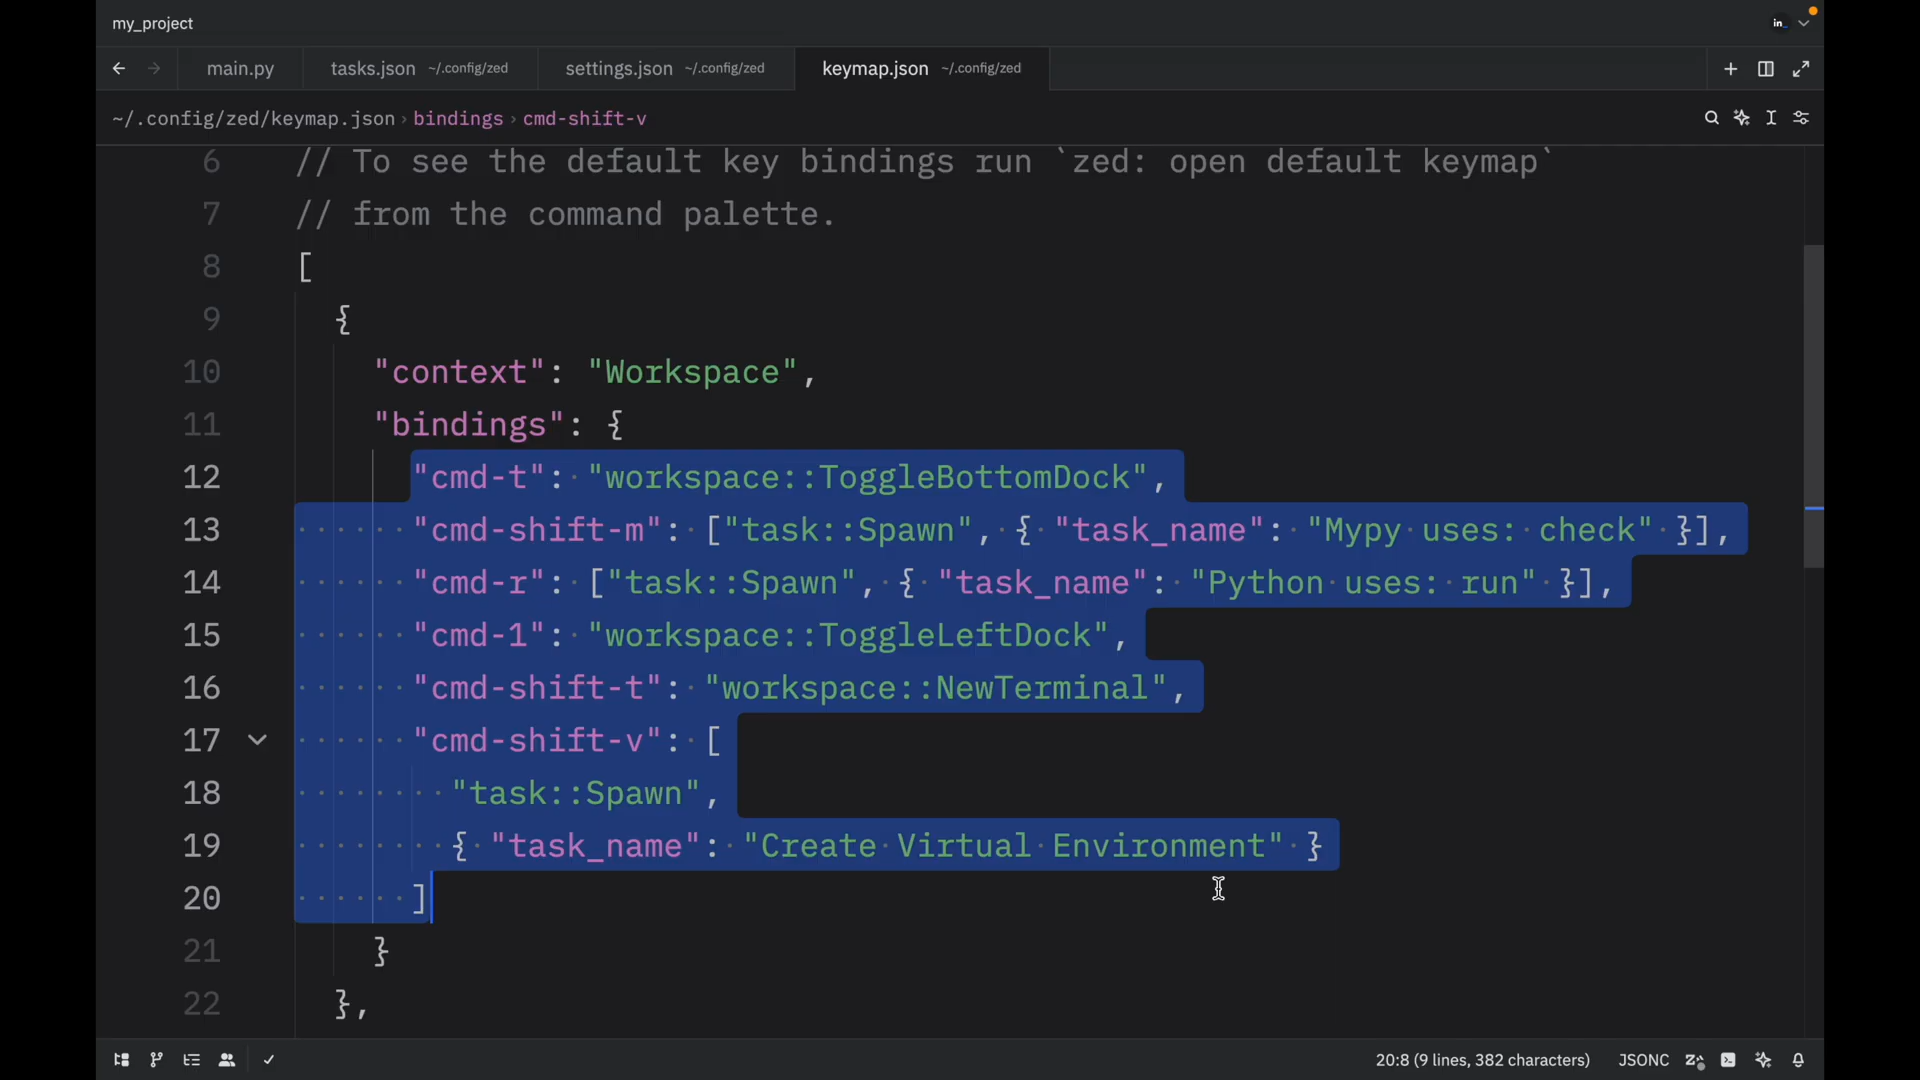 my_project
in_
main.py
tasks.json ~/.config/zed
settings.json ~/.config/zed
keymap.json ~/.config/zed
~/.config/zed/keymap.json › bindings › cmd-shift-v
6 // To see the default key bindings run `zed: open default keymap`
7 // from the command palette.
8 [
9 {
10 "context": "Workspace",
11 "bindings": {
12 "cmd-t": "workspace::ToggleBottomDock",
13 "cmd-shift-m": ["task::Spawn", { "task_name": "Mypy uses: check" }],
14 "cmd-r": ["task::Spawn", { "task_name": "Python uses: run" }],
15 "cmd-1": "workspace::ToggleLeftDock",
16 "cmd-shift-t": "workspace::NewTerminal",
17 "cmd-shift-v": [
18 "task::Spawn",
19 { "task_name": "Create Virtual Environment" }
20 ]
21 }
22 },
20:8 (9 lines, 382 characters) JSONC